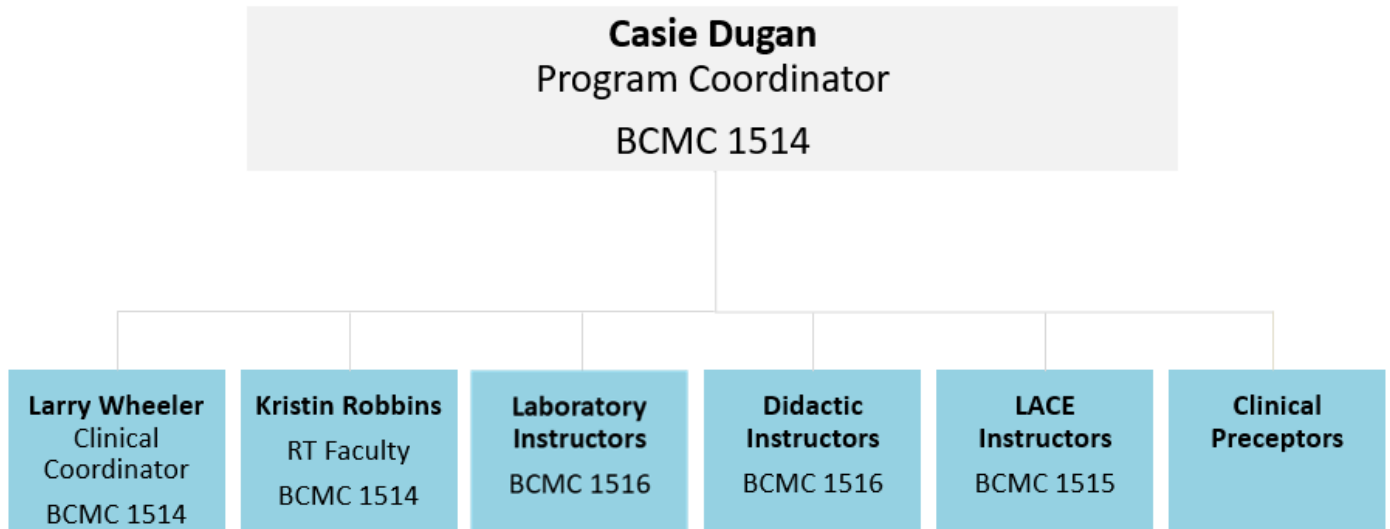 Casie Dugan
Program Coordinator
BCMC 1514
Larry Wheeler
Clinical
Coordinator
BCMC 1514
Kristin Robbins
RT Faculty
BCMC 1514
Laboratory
Instructors
BCMC 1516
Didactic
Instructors
BCMC 1516
LACE
Instructors
BCMC 1515
Clinical
Preceptors